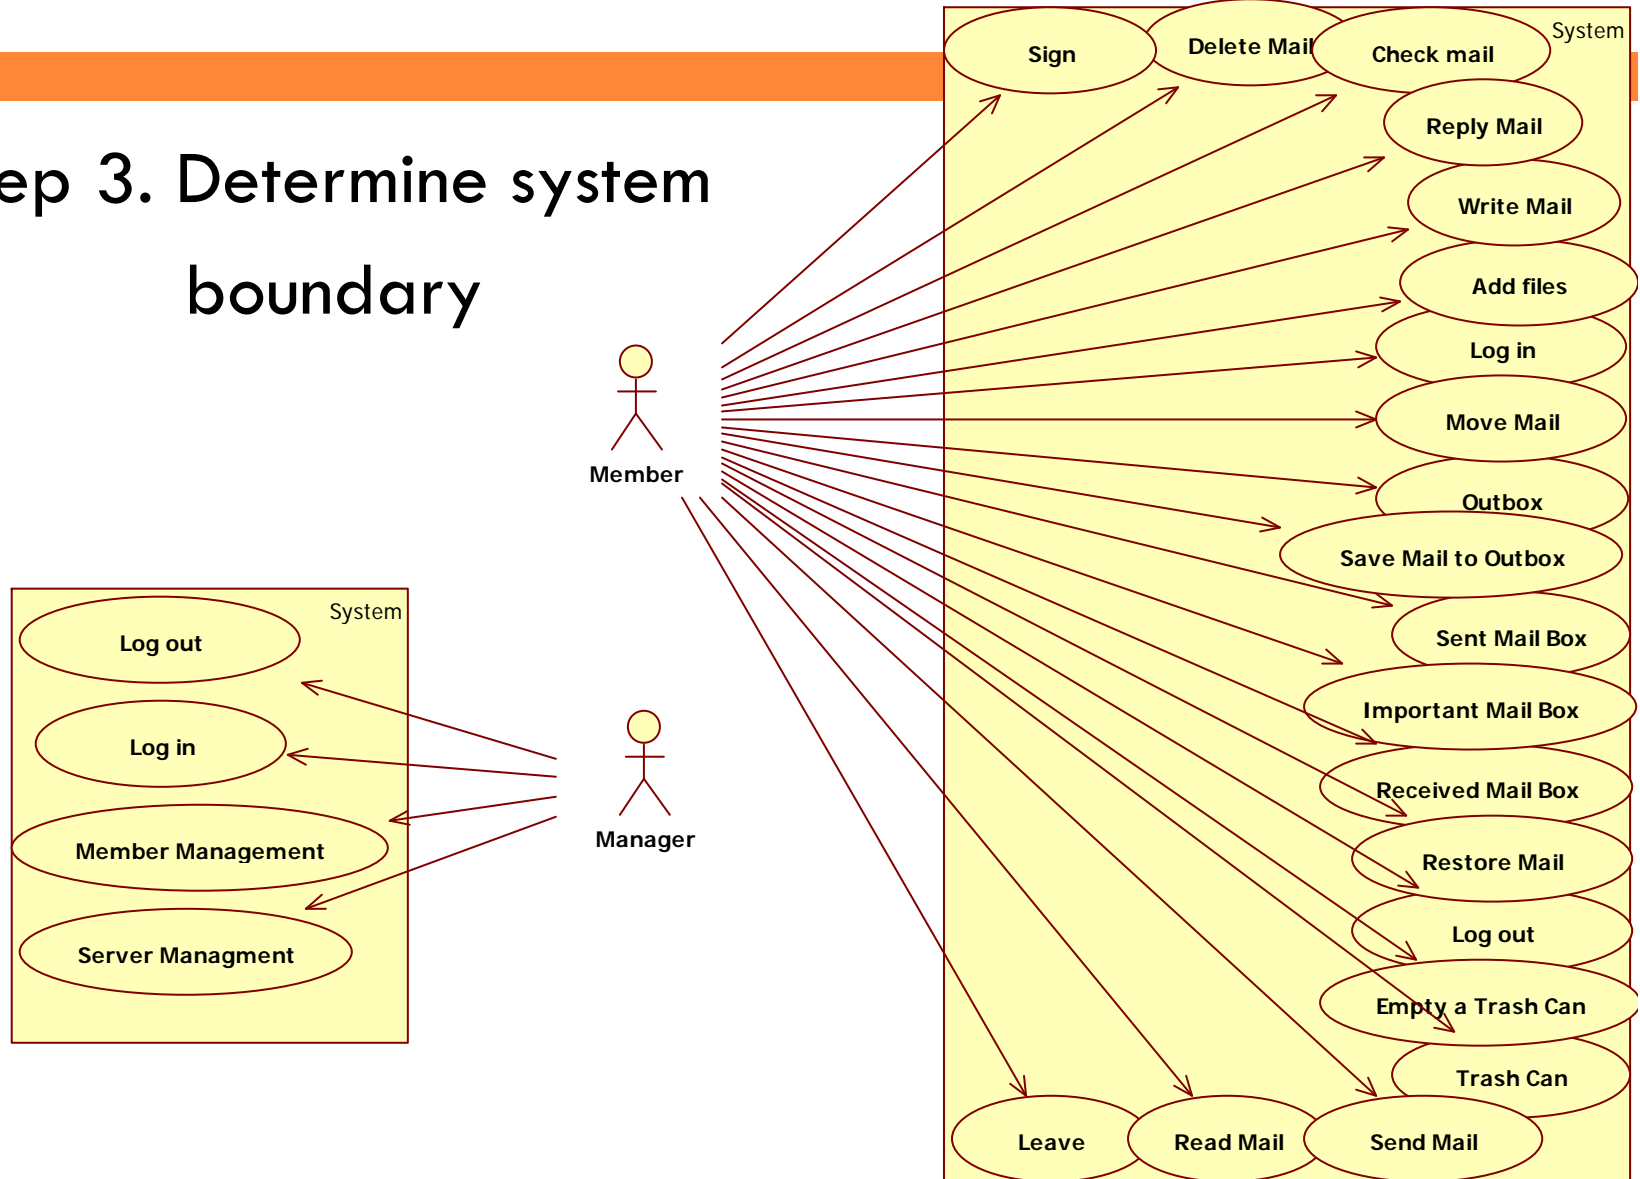 ep 3. Determine system
boundary
System
Sign
Delete Mail
Check mail
Reply Mail
Write Mail
Add files
Log in
Move Mail
Outbox
Save Mail to Outbox
Sent Mail Box
Important Mail Box
Received Mail Box
Restore Mail
Log out
Empty a Trash Can
Trash Can
Leave
Read Mail
Send Mail
Member
System
Log out
Log in
Member Management
Server Managment
Manager